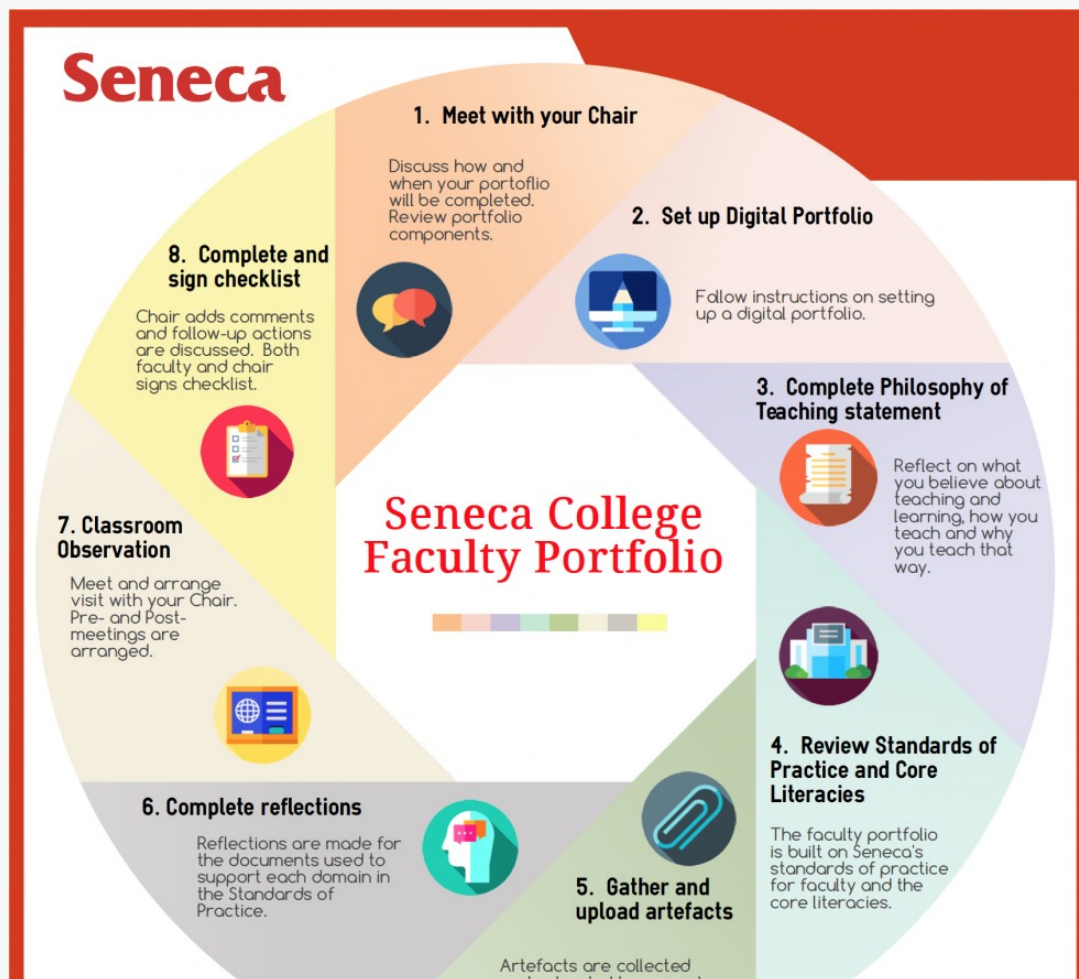 Seneca
1. Meet with your Chair
Discuss how and
when your portoflio
will be completed.
Review portfolio
components.
2. Set up Digital Portfolio
Follow instructions on setting
up a digital portfolio.
3. Complete Philosophy of
Teaching statement
Reflect on what
you believe about
teaching and
learning, how you
teach and why
you teach that
way.
4. Review Standards of
Practice and Core
Literacies
The faculty portfolio
is built on Seneca's
standards of practice
for faculty and the
core literacies.
5. Gather and
upload artefacts
Artefacts are collected
6. Complete reflections
Reflections are made for
the documents used to
support each domain in
the Standards of
Practice.
7. Classroom
Observation
Meet and arrange
visit with your Chair.
Pre- and Post-
meetings are
arranged.
8. Complete and
sign checklist
Chair adds comments
and follow-up actions
are discussed. Both
faculty and chair
signs checklist.
Seneca College
Faculty Portfolio